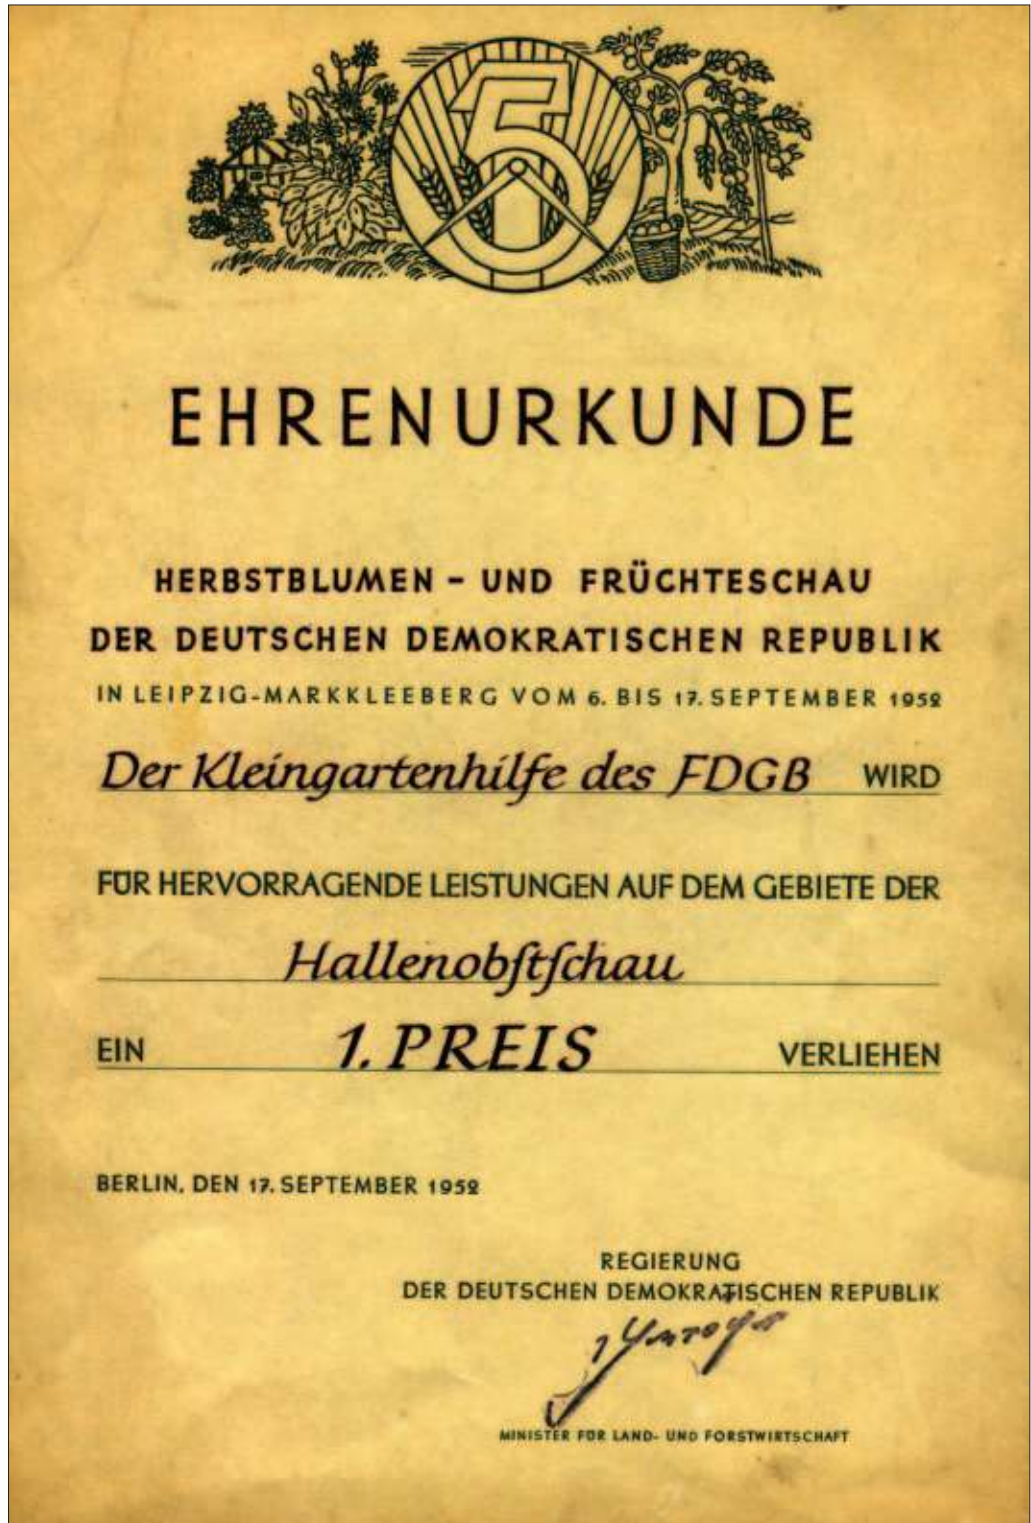 5
EHRENURKUNDE
HERBSTBLUMEN - UND FRÜCHTESCHAU
DER DEUTSCHEN DEMOKRATISCHEN REPUBLIK
IN LEIPZIG-MARKKLEEBERG VOM 6. BIS 17. SEPTEMBER 1952
Der Kleingartenhilfe des FDGB WIRD
FÜR HERVORRAGENDE LEISTUNGEN AUF DEM GEBIETE DER
Hallenobſtſchau
EIN 1. PREIS VERLIEHEN
BERLIN, DEN 17. SEPTEMBER 1952
REGIERUNG
DER DEUTSCHEN DEMOKRATISCHEN REPUBLIK
MINISTER FÜR LAND- UND FORSTWIRTSCHAFT